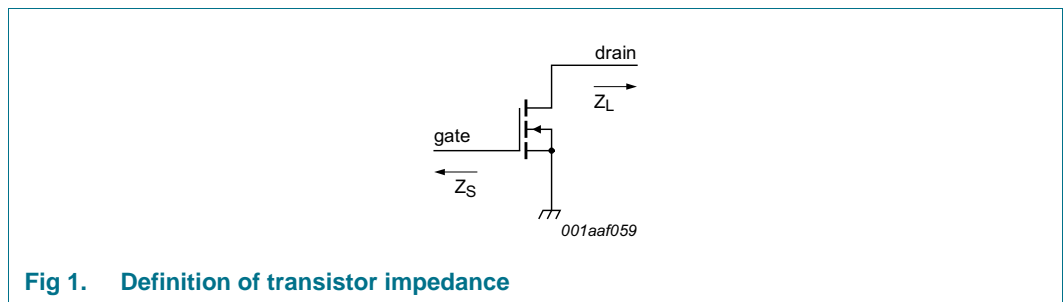 drain
Z_L
gate
Z_S
001aaf059
Fig 1. Definition of transistor impedance